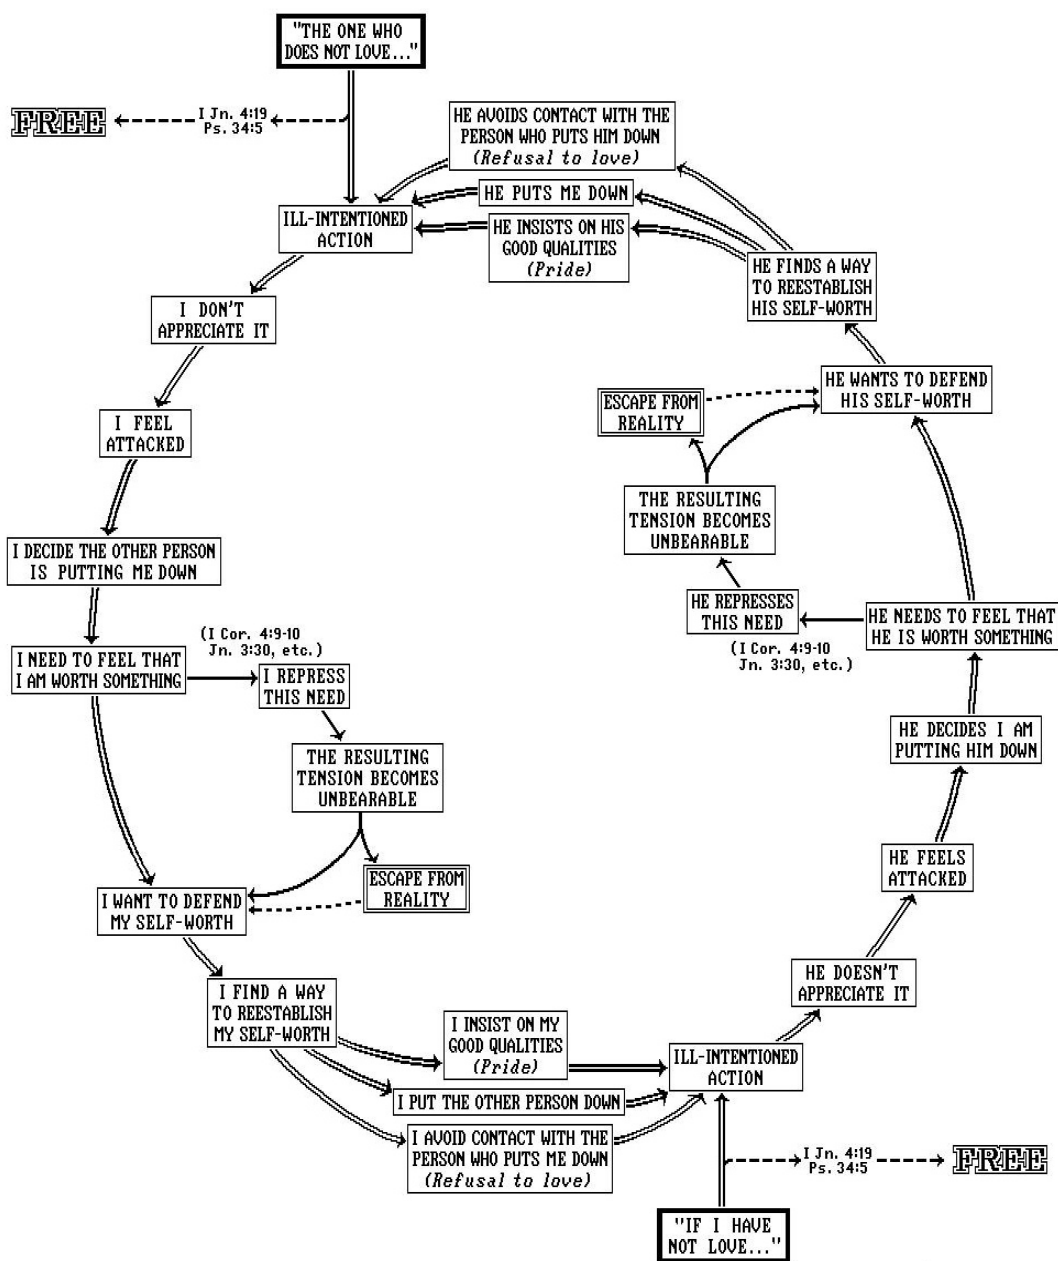 "THE ONE WHO
DOES NOT LOVE..."
FREE
I Jn. 4:19
Ps. 34:5
HE AVOIDS CONTACT WITH THE
PERSON WHO PUTS HIM DOWN
(Refusal to love)
HE PUTS ME DOWN
HE INSISTS ON HIS
GOOD QUALITIES
(Pride)
ILL-INTENTIONED
ACTION
HE FINDS A WAY
TO REESTABLISH
HIS SELF-WORTH
I DON'T
APPRECIATE IT
HE WANTS TO DEFEND
HIS SELF-WORTH
ESCAPE FROM
REALITY
I FEEL
ATTACKED
THE RESULTING
TENSION BECOMES
UNBEARABLE
I DECIDE THE OTHER PERSON
IS PUTTING ME DOWN
HE REPRESSES
THIS NEED
HE NEEDS TO FEEL THAT
HE IS WORTH SOMETHING
(I Cor. 4:9-10
Jn. 3:30, etc.)
(I Cor. 4:9-10
Jn. 3:30, etc.)
I NEED TO FEEL THAT
I AM WORTH SOMETHING
I REPRESS
THIS NEED
HE DECIDES I AM
PUTTING HIM DOWN
THE RESULTING
TENSION BECOMES
UNBEARABLE
HE FEELS
ATTACKED
ESCAPE FROM
REALITY
I WANT TO DEFEND
MY SELF-WORTH
HE DOESN'T
APPRECIATE IT
I FIND A WAY
TO REESTABLISH
MY SELF-WORTH
I INSIST ON MY
GOOD QUALITIES
(Pride)
ILL-INTENTIONED
ACTION
I PUT THE OTHER PERSON DOWN
I AVOID CONTACT WITH THE
PERSON WHO PUTS ME DOWN
(Refusal to love)
I Jn. 4:19
Ps. 34:5
FREE
"IF I HAVE
NOT LOVE..."